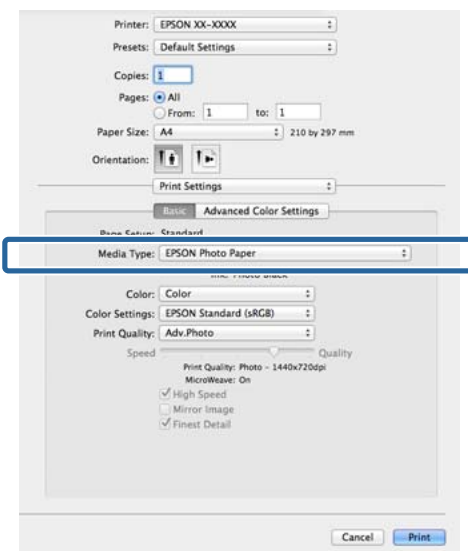 Printer: EPSON XX-XXXX
Presets: Default Settings
Copies: 1
Pages: All
From: 1 to: 1
Paper Size: A4 210 by 297 mm
Orientation:
Print Settings
Basic Advanced Color Settings
Page Setup: Standard
Media Type: EPSON Photo Paper
Ink: Photo Black
Color: Color
Color Settings: EPSON Standard (sRGB)
Print Quality: Adv.Photo
Speed Quality
Print Quality: Photo - 1440x720dpi
MicroWeave: On
High Speed
Mirror Image
Finest Detail
Cancel Print